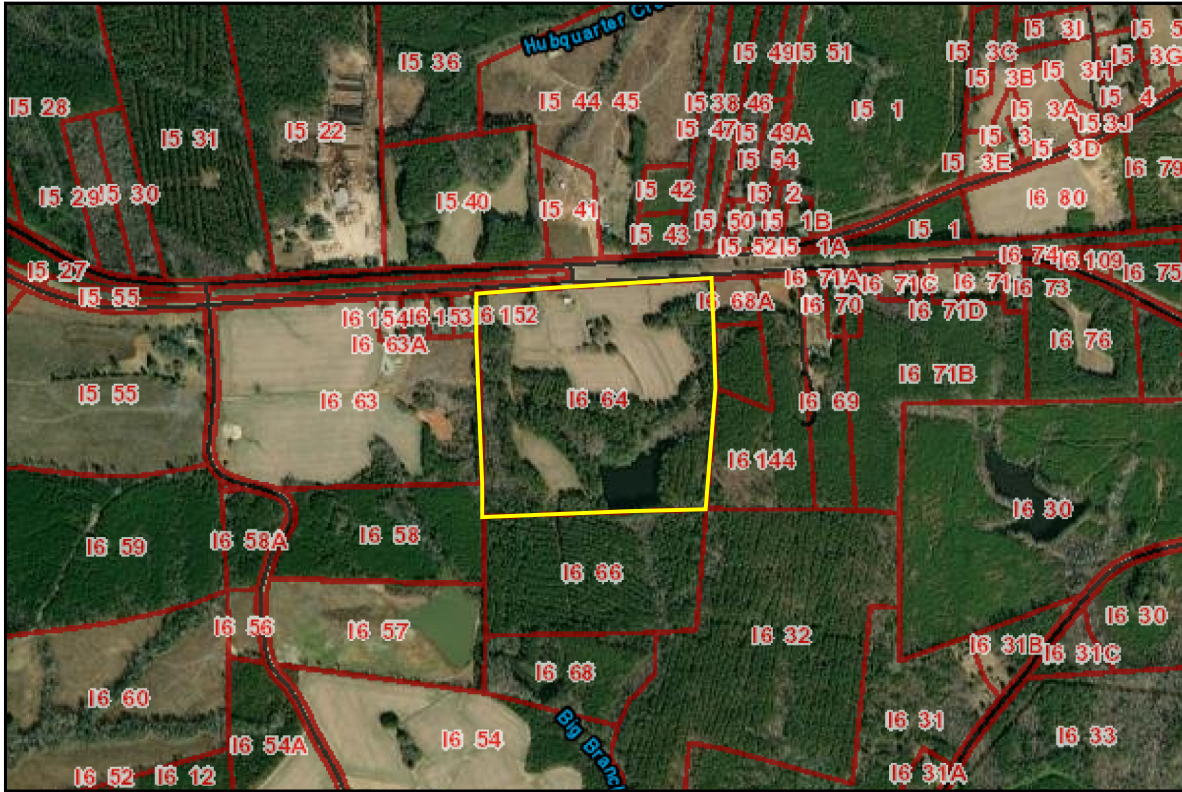 Hubquarter Cre
I5 3I
I5 5
I5 36
I5 49
I5 51
I5 3C
I5 3G
I5 3B
I5 3H
I5 28
I5 44
45
I5 38
46
I5 1
I5 4
I5 31
I5 22
I5 47
I5 49A
I5 3A
I5 3J
I5 3
I5 3D
I5 54
I5 3E
I6 79
I5 29
I5 30
I5 40
I5 41
I5 42
I5 2
I6 80
I5 50
I5 1B
I5 43
I5 1
I5 52
I5 1A
I5 27
I6 74
I6 109
I5 55
I6 71A
I6 71C
I6 71
I6 73
I6 75
I6 68A
I6 70
I6 71D
I6 154
I6 153
I6 152
I6 63A
I6 76
I5 55
I6 63
I6 64
I6 71B
I6 69
I6 144
I6 30
I6 59
I6 58A
I6 58
I6 66
I6 56
I6 57
I6 32
I6 30
I6 31B
I6 31C
I6 60
I6 68
I6 31
I6 33
Big Branc
I6 54A
I6 54
I6 52
I6 12
I6 31A